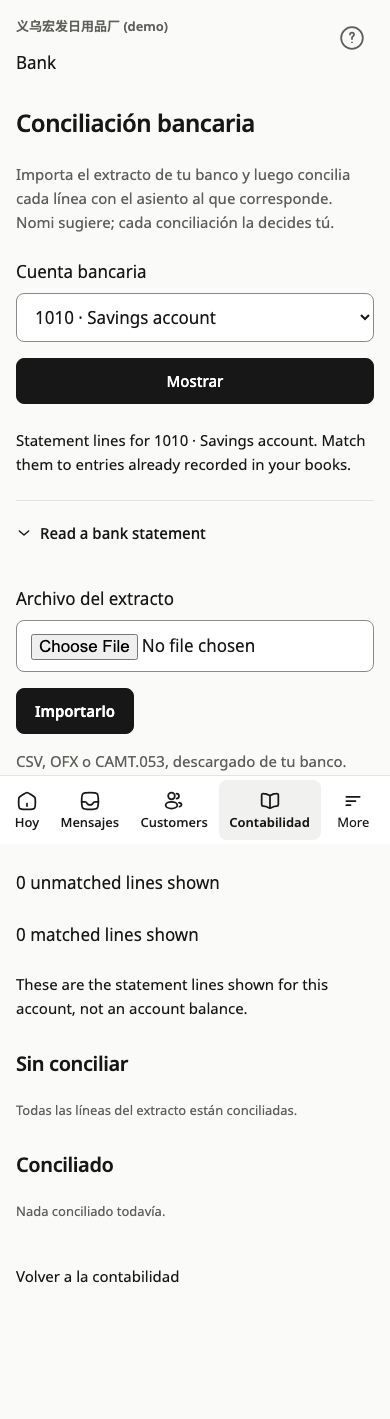 义乌宏发日用品厂 (demo)
Bank
Conciliación bancaria
Importa el extracto de tu banco y luego concilia
cada línea con el asiento al que corresponde.
Nomi sugiere; cada conciliación la decides tú.
Cuenta bancaria
1010 · Savings account
Mostrar
Statement lines for 1010 · Savings account. Match
them to entries already recorded in your books.
Read a bank statement
Archivo del extracto
Choose File No file chosen
Importarlo
CSV, OFX o CAMT.053, descargado de tu banco.
Hoy Mensajes Customers Contabilidad More
0 unmatched lines shown
0 matched lines shown
These are the statement lines shown for this
account, not an account balance.
Sin conciliar
Todas las líneas del extracto están conciliadas.
Conciliado
Nada conciliado todavía.
Volver a la contabilidad